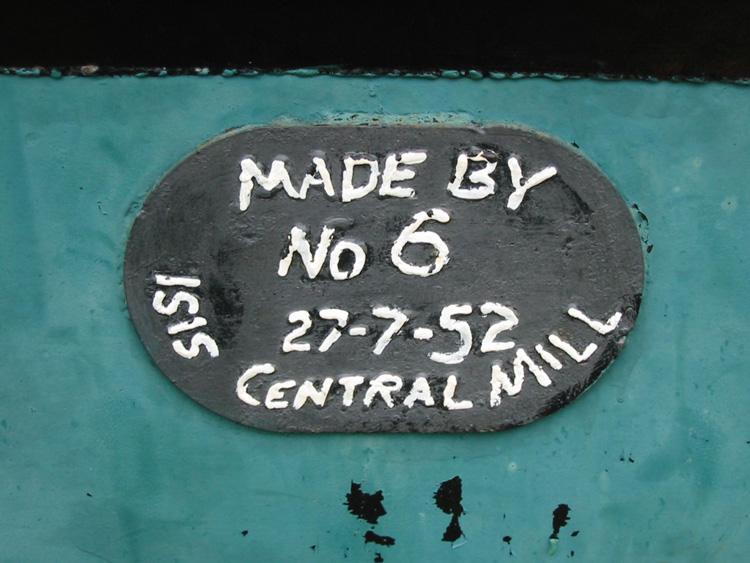 MADE BY
No 6
27-7-52
ISIS CENTRAL MILL